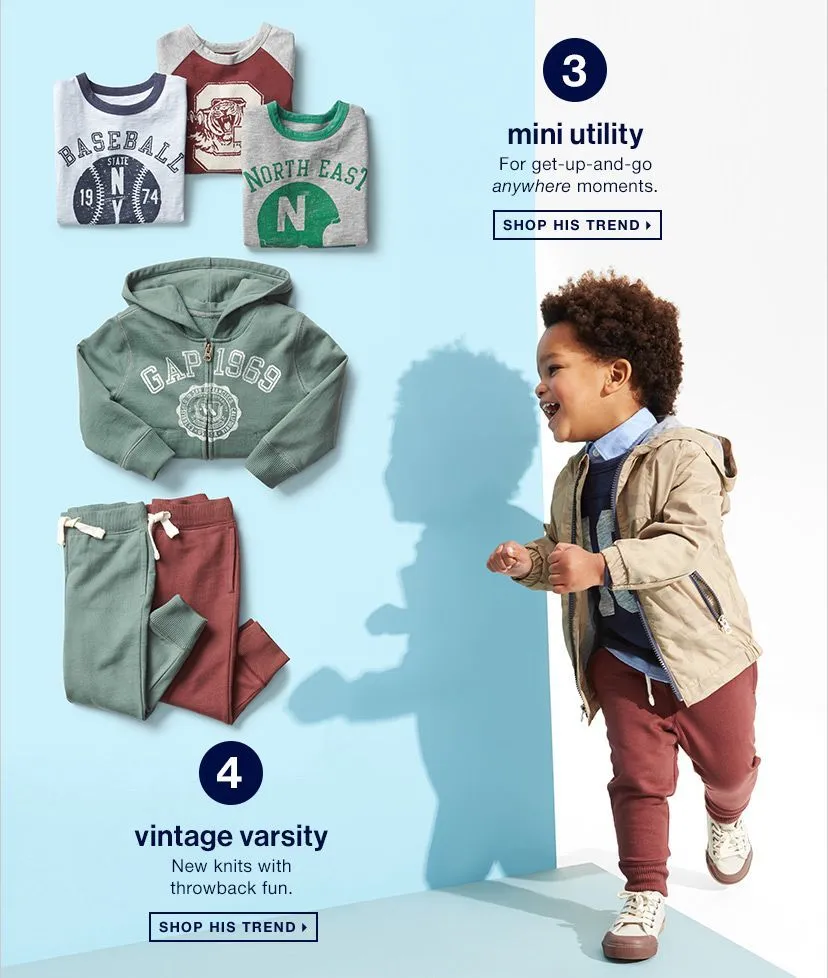 3
mini utility
For get-up-and-go
anywhere moments.
SHOP HIS TREND
BASEBALL
STATE
19 N 74
Y
C
NORTH EAST
N
GAP 1969
4
vintage varsity
New knits with
throwback fun.
SHOP HIS TREND